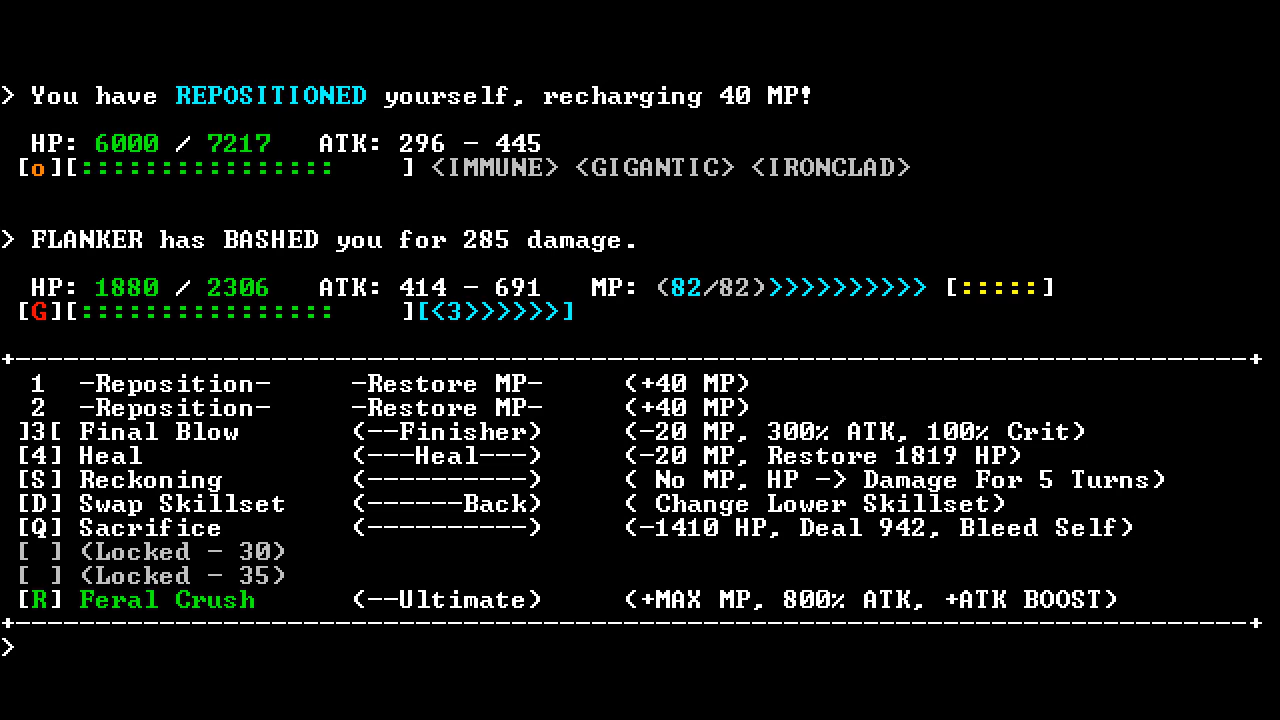 > You have REPOSITIONED yourself, recharging 40 MP!
HP: 6000 / 7217   ATK: 296 - 445
[o][::::::::::::::::    ] <IMMUNE> <GIGANTIC> <IRONCLAD>
> FLANKER has BASHED you for 285 damage.
HP: 1880 / 2306   ATK: 414 - 691   MP: (82/82)>>>>>>>>>> [:::::]
[G][::::::::::::::::    ][<3>>>>>>]
+-----------------------------------------------------------------------------+
1  -Reposition-     -Restore MP-     (+40 MP)
2  -Reposition-     -Restore MP-     (+40 MP)
]3[ Final Blow       (--Finisher)     (-20 MP, 300% ATK, 100% Crit)
[4] Heal             (---Heal---)     (-20 MP, Restore 1819 HP)
[S] Reckoning        (----------)     ( No MP, HP -> Damage For 5 Turns)
[D] Swap Skillset    (------Back)     ( Change Lower Skillset)
[Q] Sacrifice        (----------)     (-1410 HP, Deal 942, Bleed Self)
[ ] (Locked - 30)
[ ] (Locked - 35)
[R] Feral Crush      (--Ultimate)     (+MAX MP, 800% ATK, +ATK BOOST)
+-----------------------------------------------------------------------------+
>